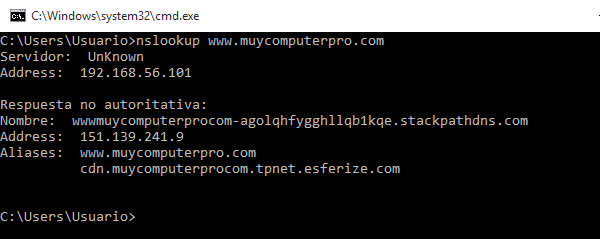 C:\Windows\system32\cmd.exe
C:\Users\Usuario>nslookup www.muycomputerpro.com
Servidor:  UnKnown
Address:  192.168.56.101
Respuesta no autoritativa:
Nombre:  wwwmuycomputerprocom-agolqhfygghllqb1kqe.stackpathdns.com
Address:  151.139.241.9
Aliases:  www.muycomputerpro.com
cdn.muycomputerprocom.tpnet.esferize.com
C:\Users\Usuario>